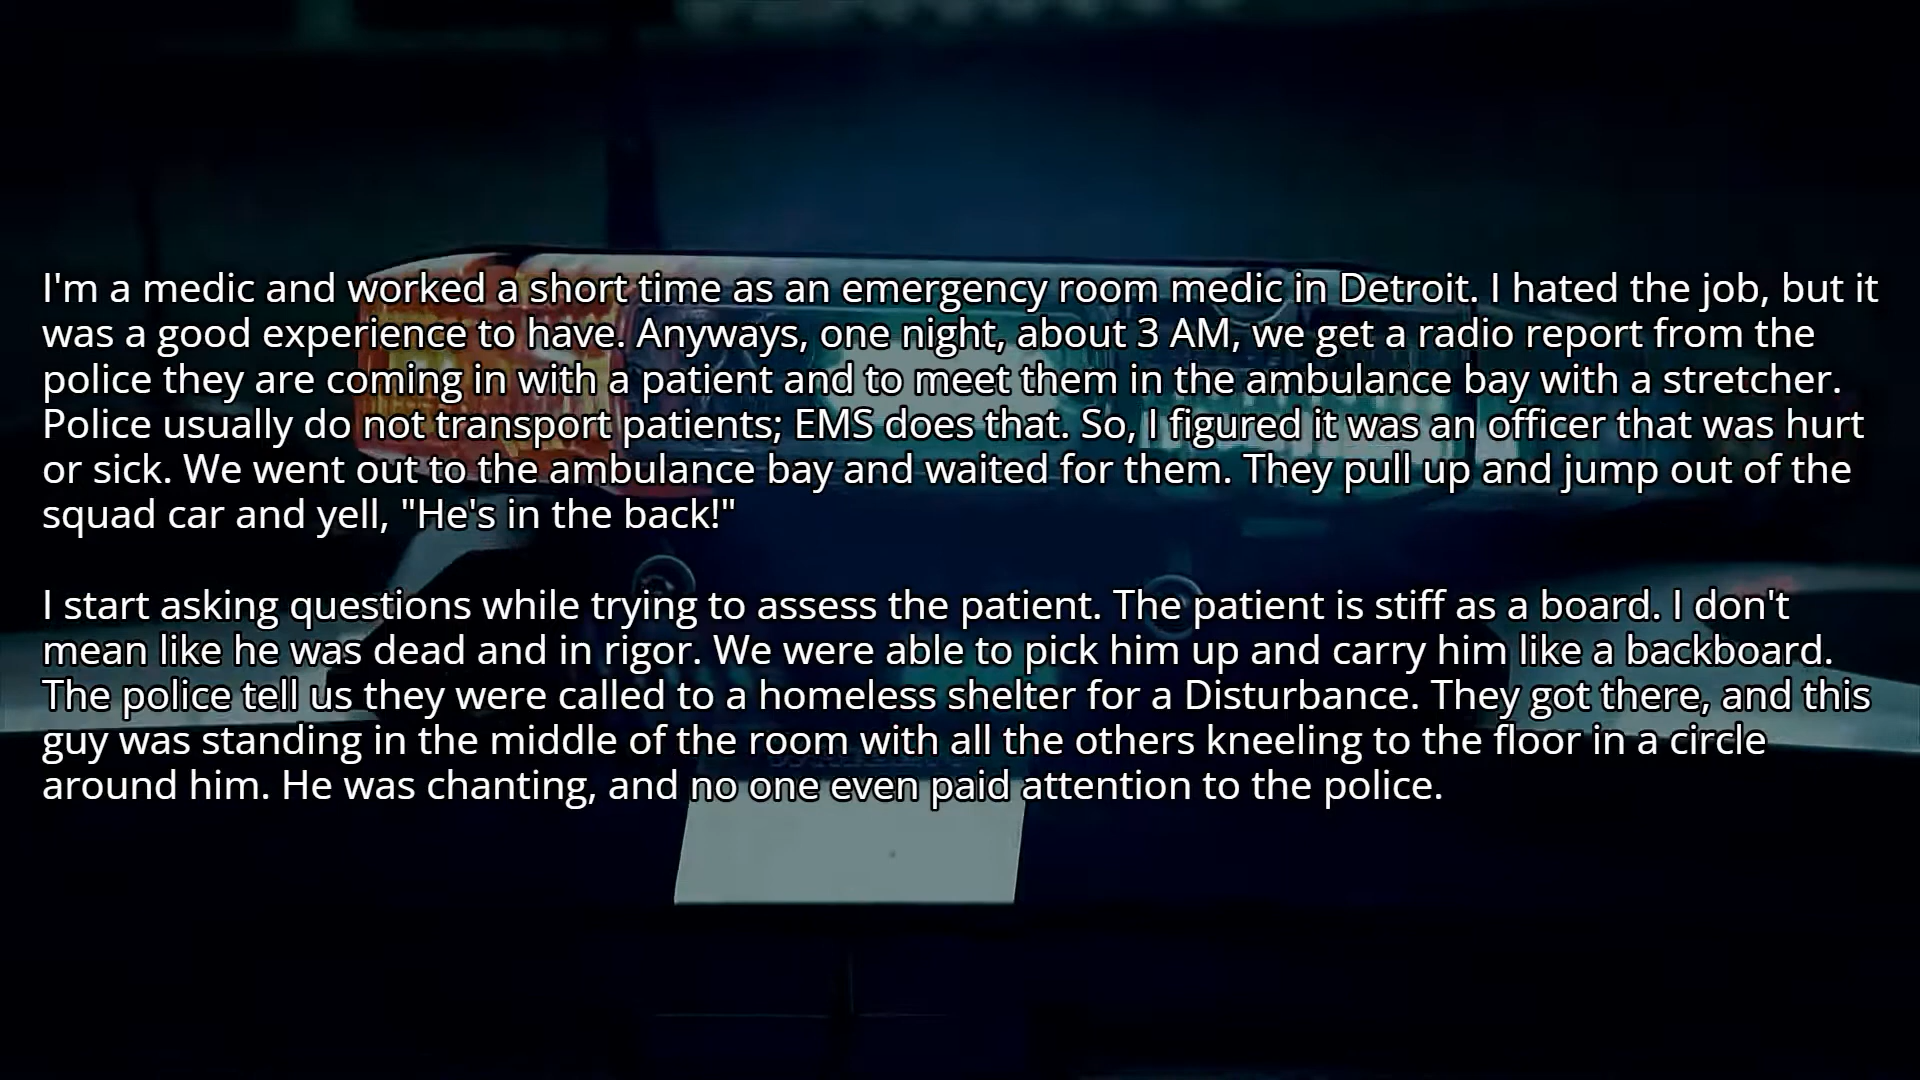 I'm a medic and worked a short time as an emergency room medic in Detroit. I hated the job, but it
was a good experience to have. Anyways, one night, about 3 AM, we get a radio report from the
police they are coming in with a patient and to meet them in the ambulance bay with a stretcher.
Police usually do not transport patients; EMS does that. So, I figured it was an officer that was hurt
or sick. We went out to the ambulance bay and waited for them. They pull up and jump out of the
squad car and yell, "He's in the back!"
I start asking questions while trying to assess the patient. The patient is stiff as a board. I don't
mean like he was dead and in rigor. We were able to pick him up and carry him like a backboard.
The police tell us they were called to a homeless shelter for a Disturbance. They got there, and this
guy was standing in the middle of the room with all the others kneeling to the floor in a circle
around him. He was chanting, and no one even paid attention to the police.